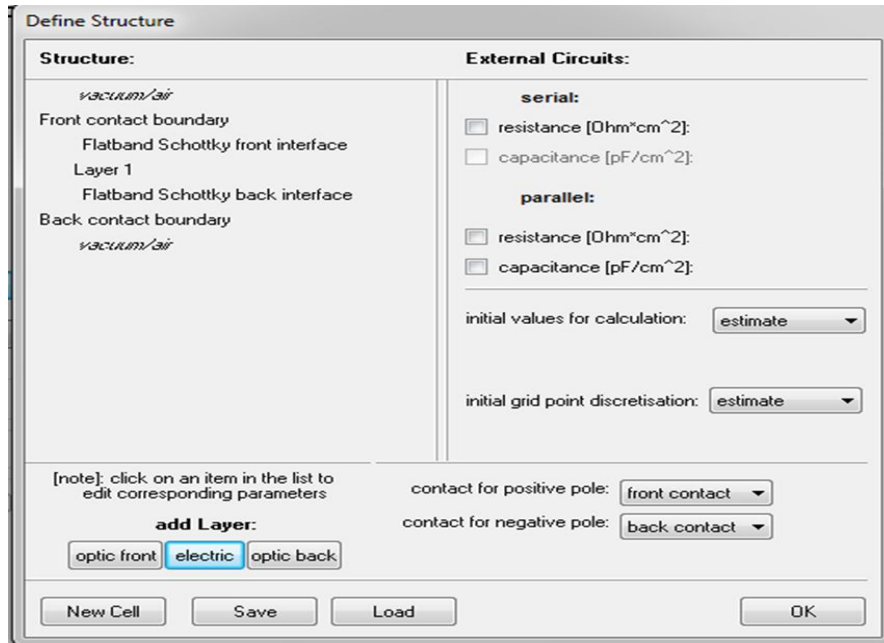 Define Structure
Structure:
vacuum/air
Front contact boundary
Flatband Schottky front interface
Layer 1
Flatband Schottky back interface
Back contact boundary
vacuum/air
[note]: click on an item in the list to
edit corresponding parameters
add Layer:
optic front electric optic back
External Circuits:
serial:
resistance [Ohm*cm^2]:
capacitance [pF/cm^2]:
parallel:
resistance [Ohm*cm^2]:
capacitance [pF/cm^2]:
initial values for calculation: estimate
initial grid point discretisation: estimate
contact for positive pole: front contact
contact for negative pole: back contact
New Cell Save Load OK